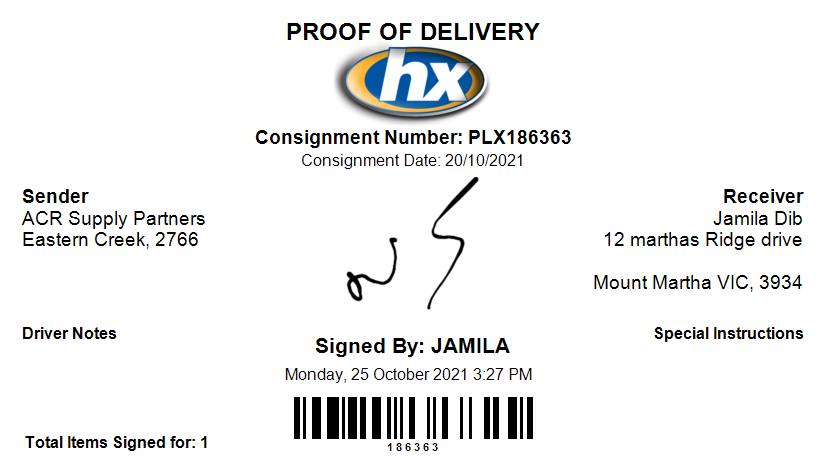 PROOF OF DELIVERY
hx
Consignment Number: PLX186363
Consignment Date: 20/10/2021
Sender
ACR Supply Partners
Eastern Creek, 2766
Receiver
Jamila Dib
12 marthas Ridge drive
Mount Martha VIC, 3934
Driver Notes
Special Instructions
Signed By: JAMILA
Monday, 25 October 2021 3:27 PM
186363
Total Items Signed for: 1